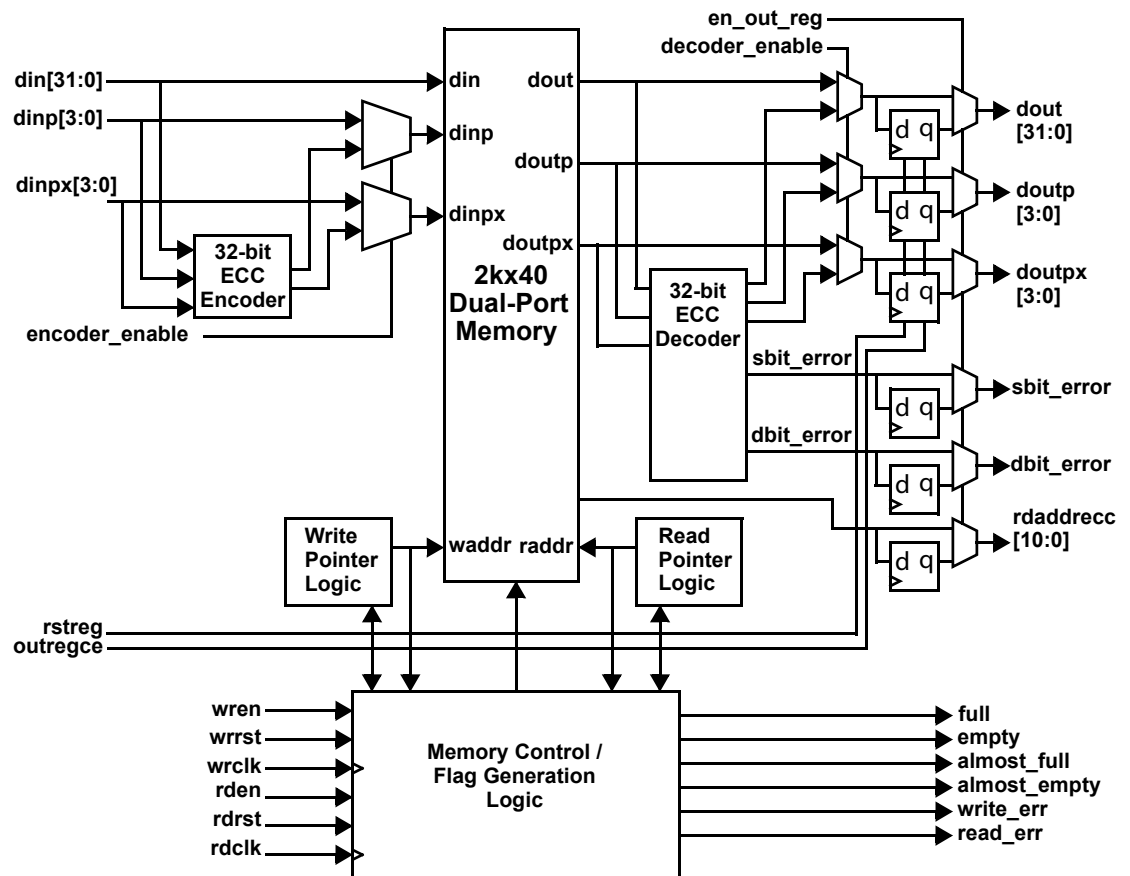 en_out_reg
decoder_enable
din[31:0]
din
dout
dout
[31:0]
dinp[3:0]
dinp
d q
doutp
doutp
[3:0]
dinpx[3:0]
dinpx
d q
doutpx
doutpx
[3:0]
32-bit
ECC
Encoder
2kx40
Dual-Port
Memory
32-bit
ECC
Decoder
d q
encoder_enable
sbit_error
sbit_error
d q
dbit_error
dbit_error
d q
rdaddrecc
[10:0]
d q
Write
Pointer
Logic
waddr
raddr
Read
Pointer
Logic
rstreg
outregce
wren
wrrst
wrclk
rden
rdrst
rdclk
Memory Control /
Flag Generation
Logic
full
empty
almost_full
almost_empty
write_err
read_err